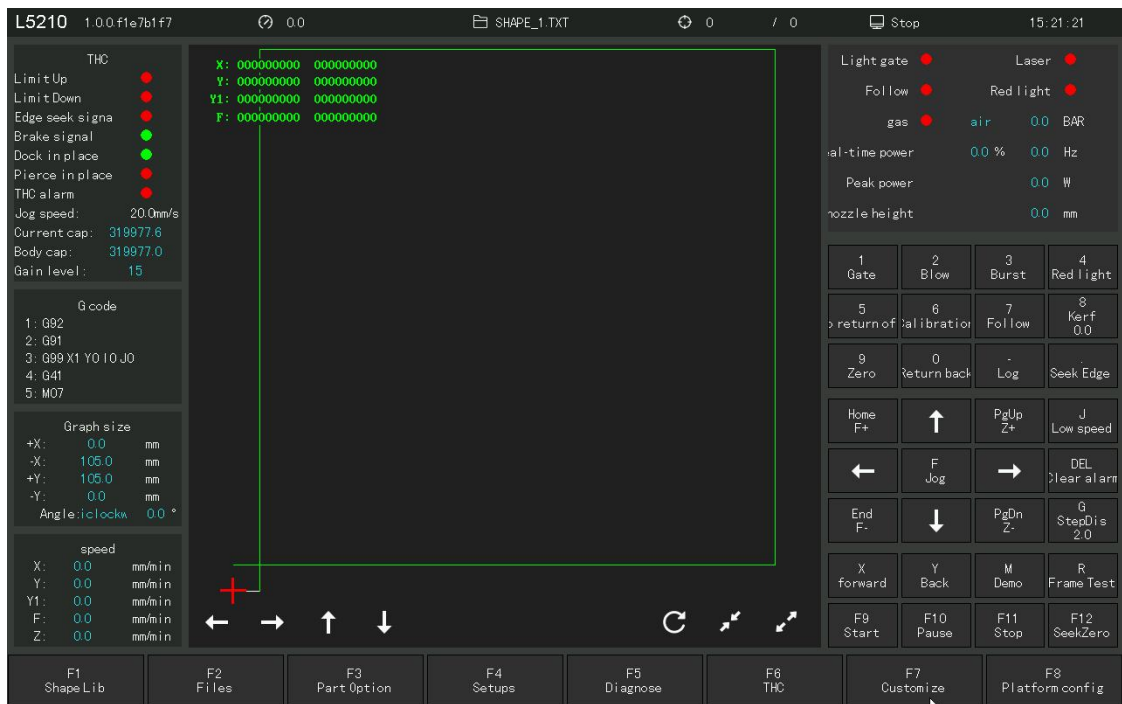 L5210 1.0.0.f1e7b1f7 0.0 SHAPE_1.TXT 0 / 0 Stop 15:21:21
THC
Limit Up
Limit Down
Edge seek signa
Brake signal
Dock in place
Pierce in place
THC alarm
Jog speed: 20.0mm/s
Current cap: 319977.6
Body cap: 319977.0
Gain level: 15
G code
1: G92
2: G91
3: G99 X1 Y0 I0 J0
4: G41
5: M07
Graph size
+X: 0.0 mm
-X: 105.0 mm
+Y: 105.0 mm
-Y: 0.0 mm
Angle:iclockw 0.0 °
speed
X: 0.0 mm/min
Y: 0.0 mm/min
Y1: 0.0 mm/min
F: 0.0 mm/min
Z: 0.0 mm/min
X: 000000000 000000000
Y: 000000000 000000000
Y1: 000000000 000000000
F: 000000000 000000000
Light gate Laser
Follow Red light
gas air 0.0 BAR
al-time power 0.0 % 0.0 Hz
Peak power 0.0 W
nozzle height 0.0 mm
1 2 3 4
Gate Blow Burst Red light
5 6 7 8
return of Calibration Follow Kerf
0.0
9 0 - .
Zero Return back Log Seek Edge
Home PgUp J
F+ Z+ Low speed
F DEL
Jog Clear alarm
End PgDn G
F- Z- StepDis
2.0
X Y M R
forward Back Demo Frame Test
F9 F10 F11 F12
Start Pause Stop SeekZero
F1 F2 F3 F4 F5 F6 F7 F8
Shape Lib Files Part Option Setups Diagnose THC Customize Platform config